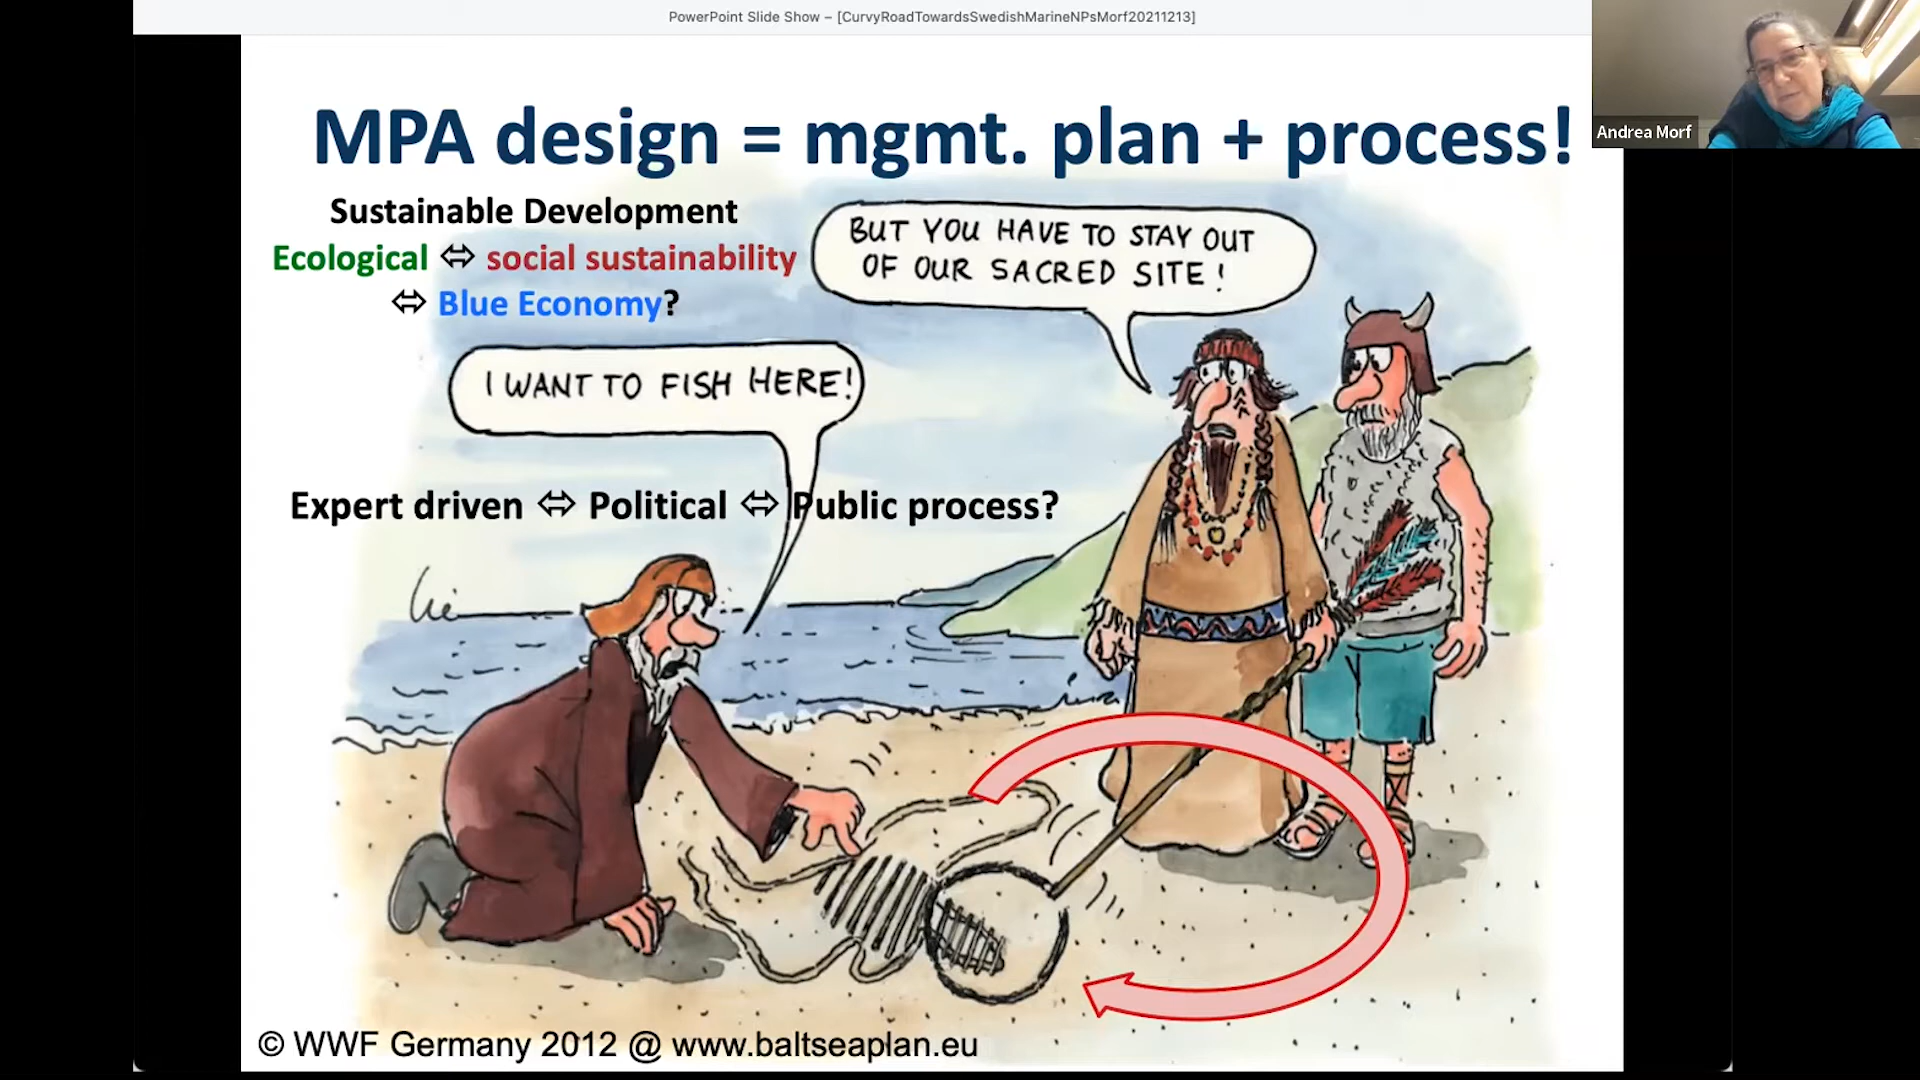 PowerPoint Slide Show – [CurvyRoadTowardsSwedishMarineNPsMorf20211213]
Andrea Morf
MPA design = mgmt. plan + process!
Sustainable Development
Ecological ⬄ social sustainability
⬄ Blue Economy?
BUT YOU HAVE TO STAY OUT
OF OUR SACRED SITE!
I WANT TO FISH HERE!
Expert driven ⬄ Political ⬄ Public process?
© WWF Germany 2012 @ www.baltseaplan.eu